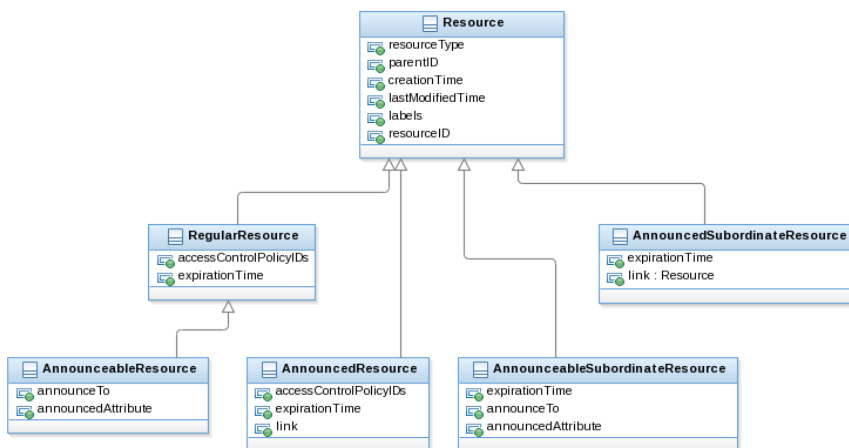 Resource
resourceType
parentID
creationTime
lastModifiedTime
labels
resourceID
RegularResource
accessControlPolicyIDs
expirationTime
AnnouncedSubordinateResource
expirationTime
link : Resource
AnnounceableResource
announceTo
announcedAttribute
AnnouncedResource
accessControlPolicyIDs
expirationTime
link
AnnounceableSubordinateResource
expirationTime
announceTo
announcedAttribute